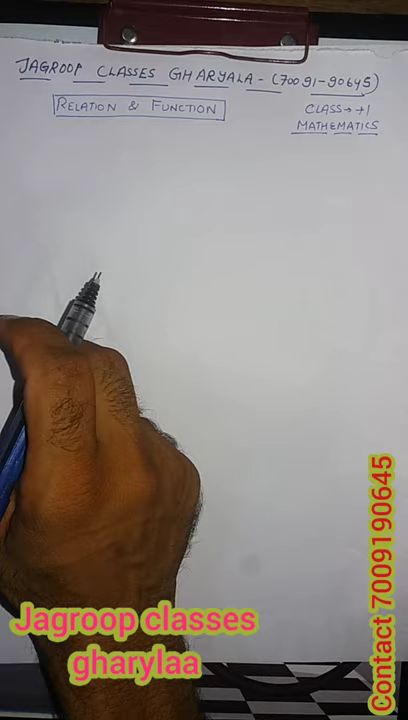 JAGROOP CLASSES GHARYALA - (70091-90645)
RELATION & FUNCTION
CLASS → +1
MATHEMATICS
Jagroop classes
gharylaa
Contact 7009190645